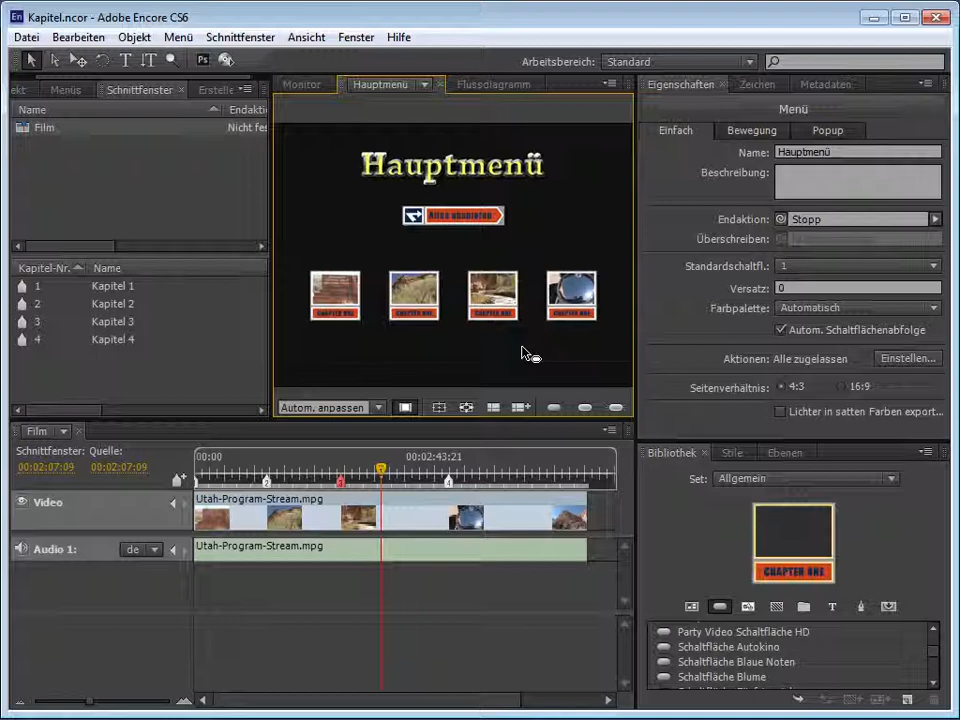 Kapitel.ncor - Adobe Encore CS6
Datei Bearbeiten Objekt Menü Schnittfenster Ansicht Fenster Hilfe
Arbeitsbereich: Standard
Menüs Schnittfenster Erstelle
Monitor Hauptmenü Flussdiagramm
Eigenschaften Zeichen Metadaten
Name Endakti
Film Nicht fes
Kapitel-Nr. Name
1 Kapitel 1
2 Kapitel 2
3 Kapitel 3
4 Kapitel 4
Hauptmenü
Alles abspielen
CHAPTER ONE CHAPTER ONE CHAPTER ONE CHAPTER ONE
Autom. anpassen
Menü
Einfach Bewegung Popup
Name: Hauptmenü
Beschreibung:
Endaktion: Stopp
Überschreiben:
Standardschaltfl.: 1
Versatz: 0
Farbpalette: Automatisch
Autom. Schaltflächenabfolge
Aktionen: Alle zugelassen Einstellen...
Seitenverhältnis: 4:3 16:9
Lichter in satten Farben export...
Film
Schnittfenster: Quelle:
00:02:07:09 00:02:07:09
00:00 00:02:43:21
2 3 4
Video Utah-Program-Stream.mpg
Audio 1: de Utah-Program-Stream.mpg
Bibliothek Stile Ebenen
Set: Allgemein
CHAPTER ONE
Party Video Schaltfläche HD
Schaltfläche Autokino
Schaltfläche Blaue Noten
Schaltfläche Blume